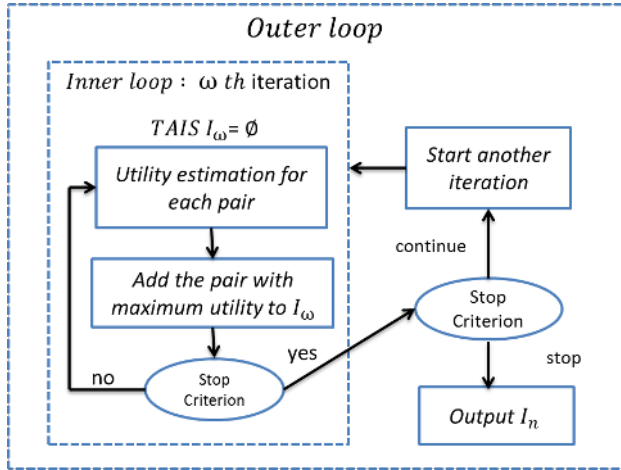 Outer loop
Inner loop : ω th iteration
TAIS I_ω= ∅
Utility estimation for
each pair
Add the pair with
maximum utility to I_ω
Stop
Criterion
no
yes
Start another
iteration
continue
Stop
Criterion
stop
Output I_n